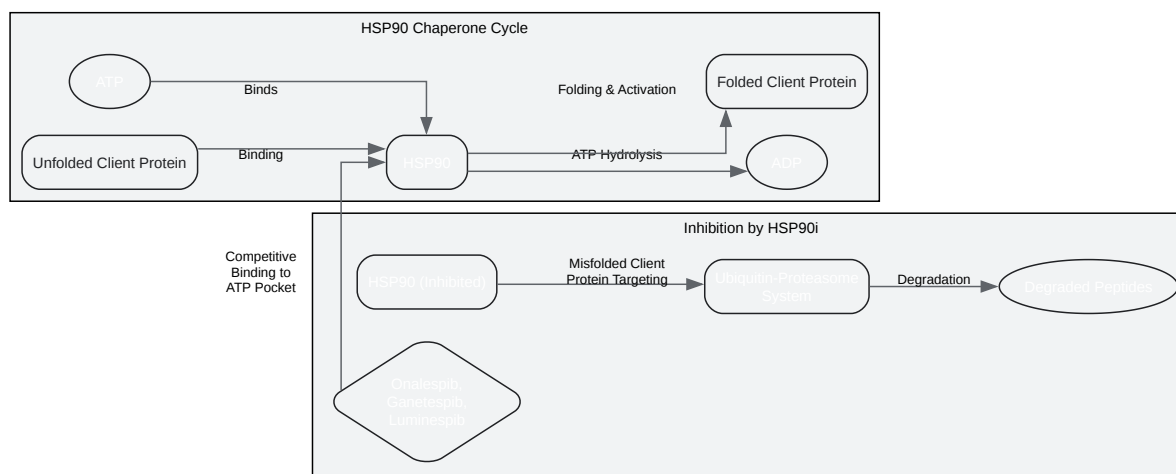 HSP90 Chaperone Cycle
ATP
Binds
Folding & Activation
Folded Client Protein
Unfolded Client Protein
Binding
HSP90
ATP Hydrolysis
ADP
Inhibition by HSP90i
Competitive
Binding to
ATP Pocket
HSP90 (Inhibited)
Misfolded Client
Protein Targeting
Ubiquitin-Proteasome
System
Degradation
Degraded Peptides
Onalespib,
Ganetespib,
Luminespib